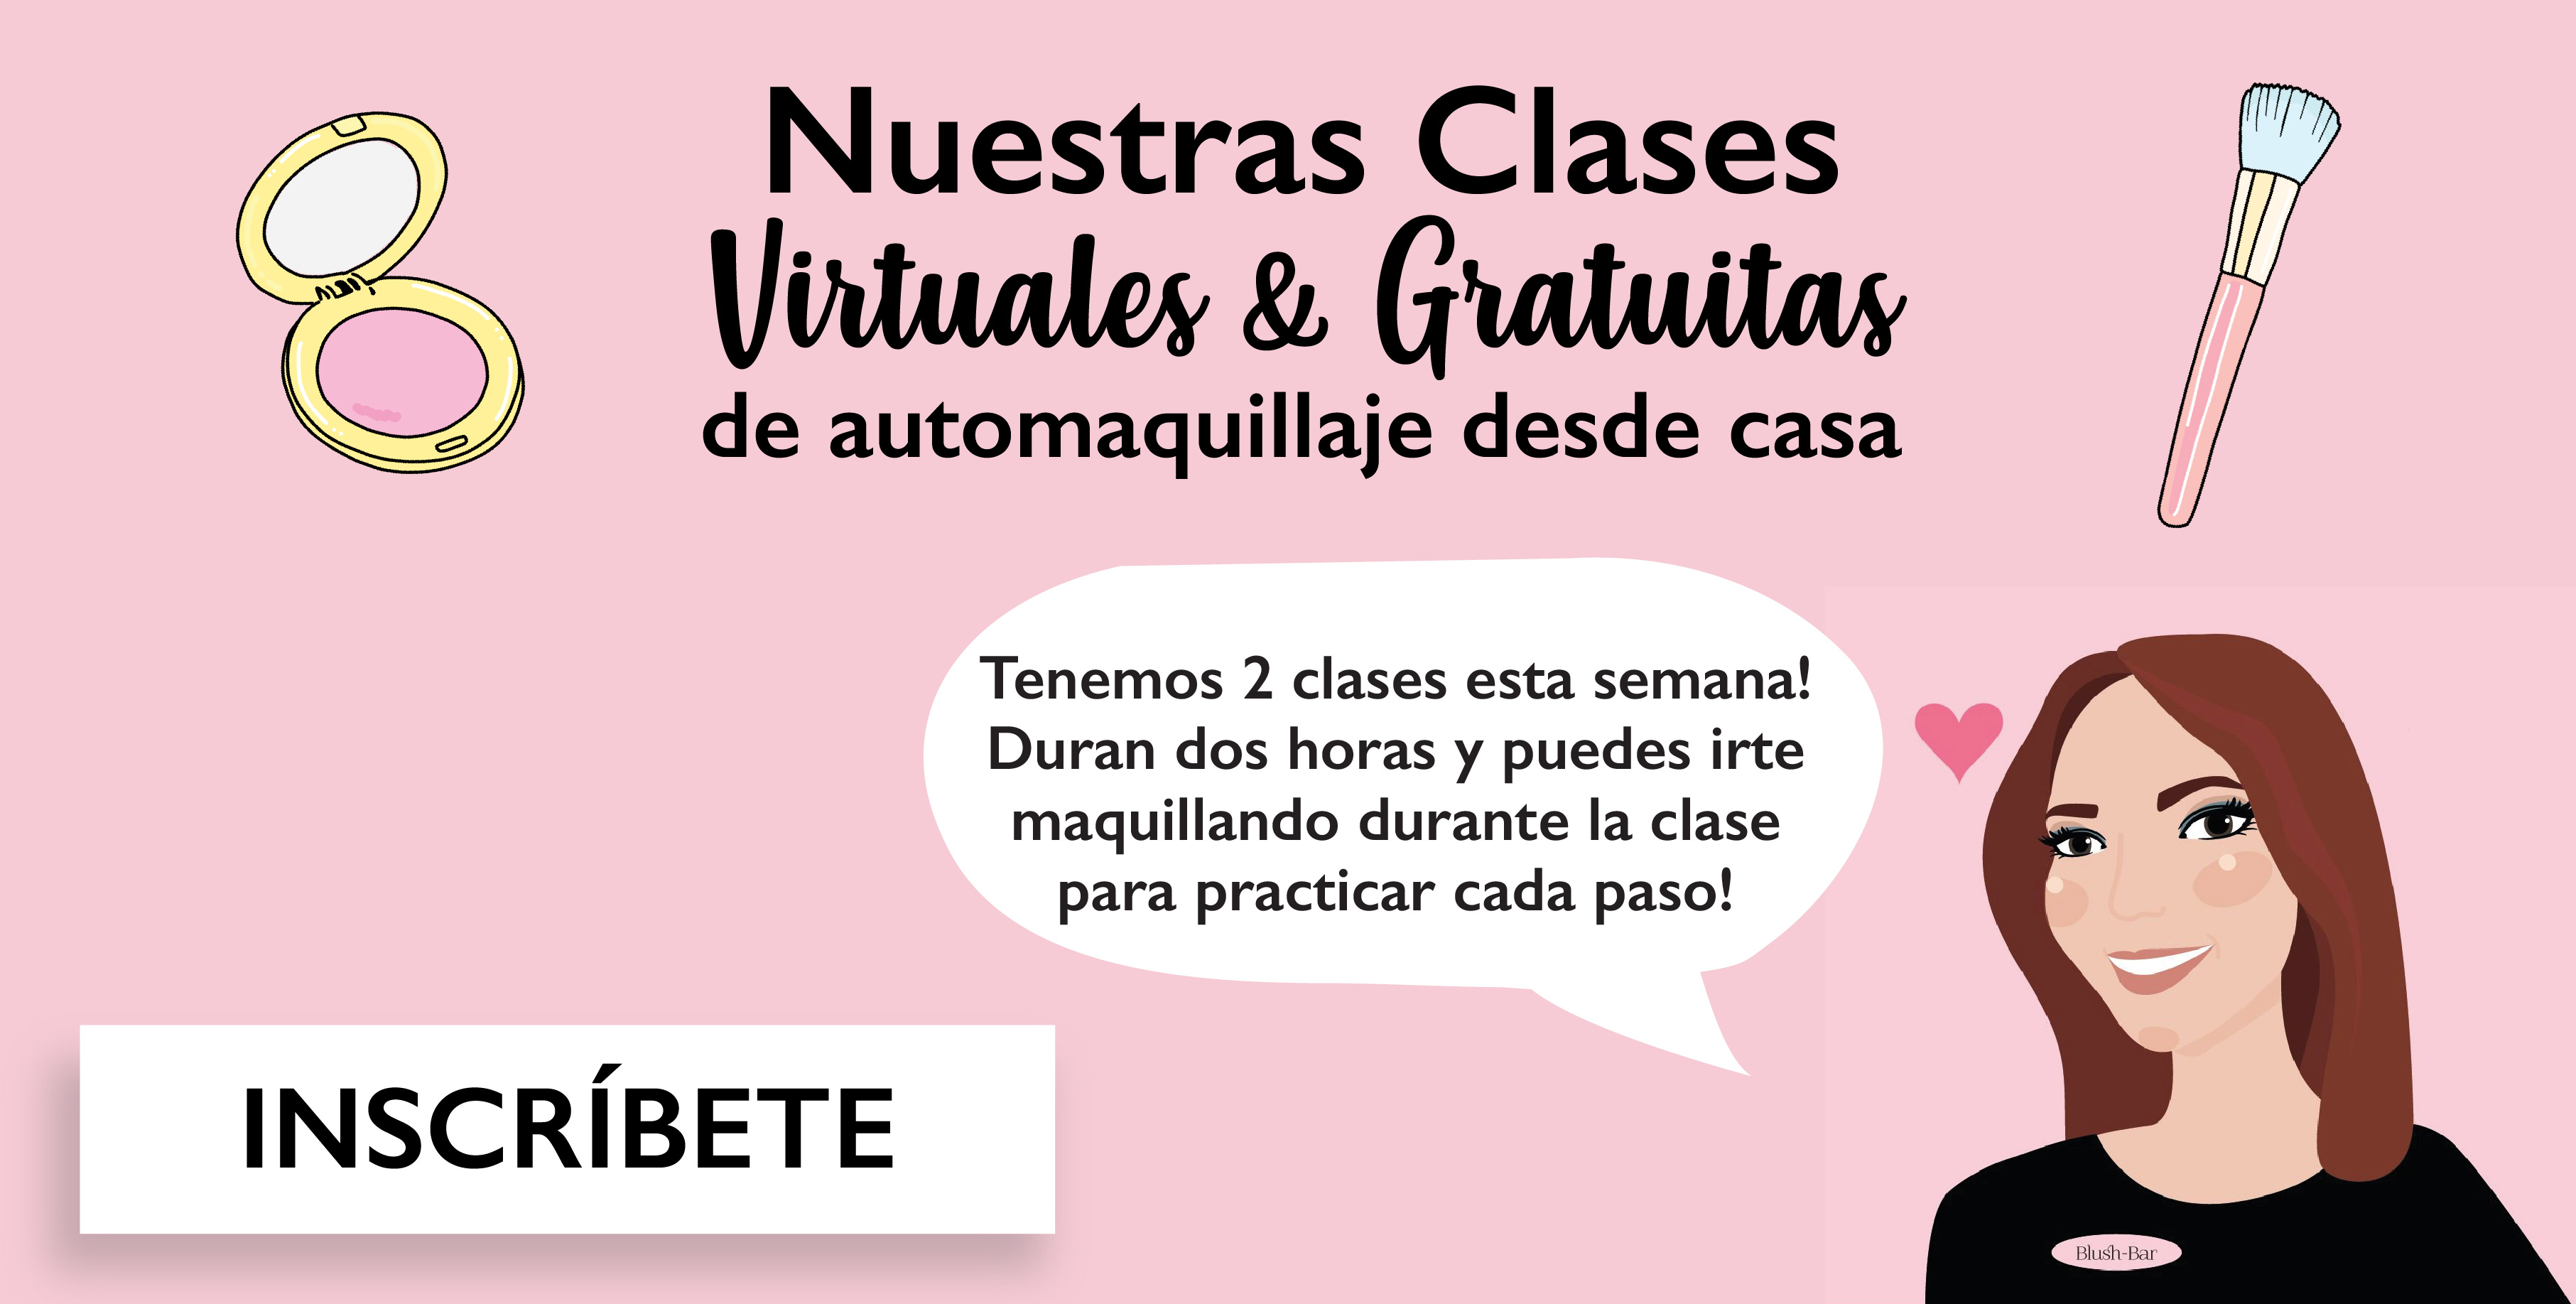 Nuestras Clases
Virtuales & Gratuitas
de automaquillaje desde casa
Tenemos 2 clases esta semana!
Duran dos horas y puedes irte
maquillando durante la clase
para practicar cada paso!
INSCRÍBETE
Blush-Bar